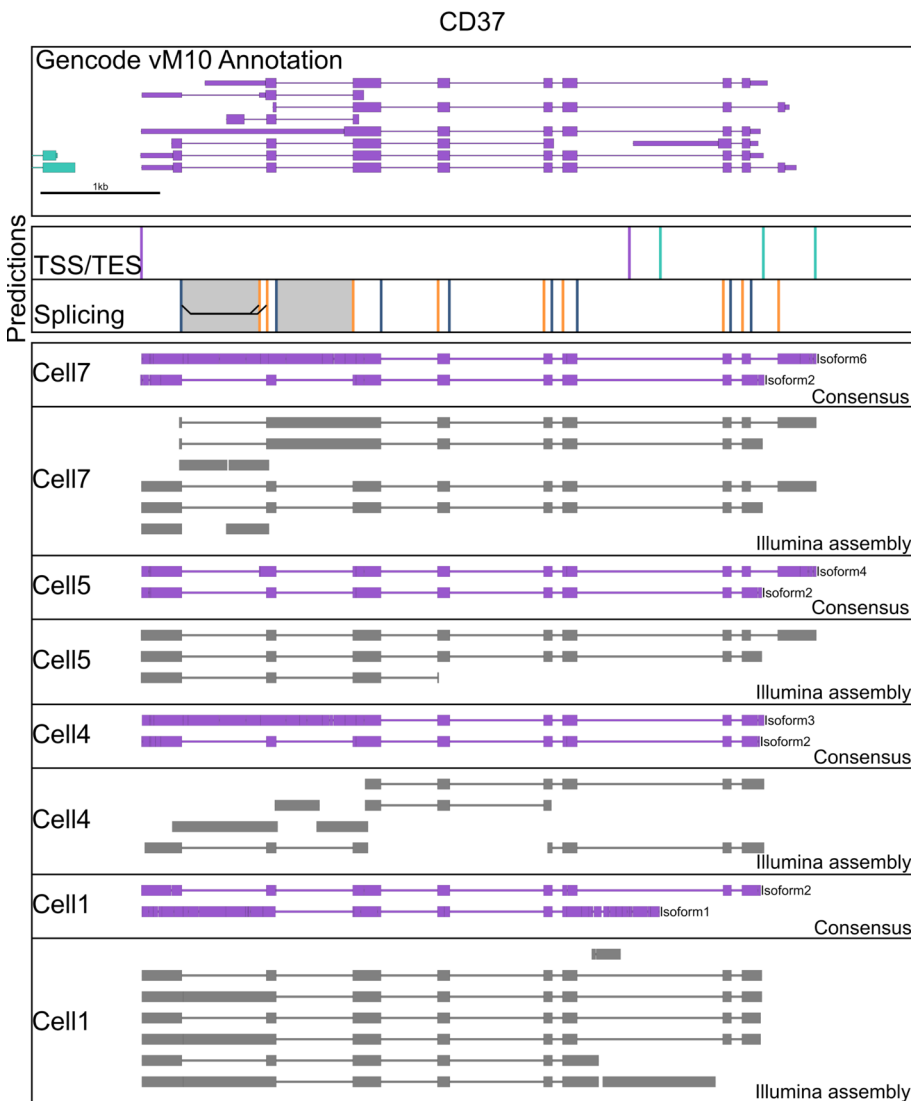 CD37
Gencode vM10 Annotation
1kb
Predictions
TSS/TES
Splicing
Cell7
Isoform6
Isoform2
Consensus
Cell7
Illumina assembly
Cell5
Isoform4
Isoform2
Consensus
Cell5
Illumina assembly
Cell4
Isoform3
Isoform2
Consensus
Cell4
Illumina assembly
Cell1
Isoform2
Isoform1
Consensus
Cell1
Illumina assembly